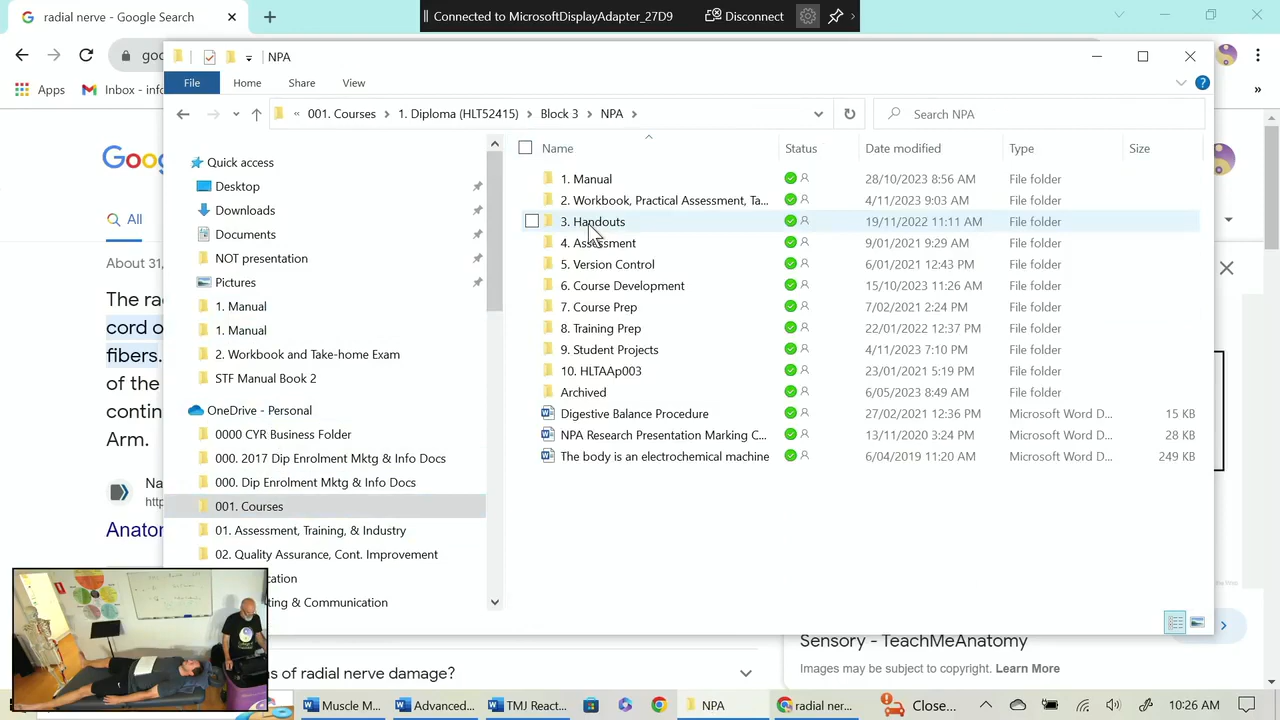 radial nerve - Google Search
Connected to MicrosoftDisplayAdapter_27D9
Disconnect
goo
Apps
Inbox - info
NPA
File
Home
Share
View
« 001. Courses > 1. Diploma (HLT52415) > Block 3 > NPA >
Search NPA
Name
Status
Date modified
Type
Size
Quick access
Desktop
Downloads
Documents
NOT presentation
Pictures
1. Manual
1. Manual
2. Workbook and Take-home Exam
STF Manual Book 2
OneDrive - Personal
0000 CYR Business Folder
000. 2017 Dip Enrolment Mktg & Info Docs
000. Dip Enrolment Mktg & Info Docs
001. Courses
01. Assessment, Training, & Industry
02. Quality Assurance, Cont. Improvement
cation
ting & Communication
1. Manual 28/10/2023 8:56 AM File folder
2. Workbook, Practical Assessment, Ta... 4/11/2023 9:03 AM File folder
3. Handouts 19/11/2022 11:11 AM File folder
4. Assessment 9/01/2021 9:29 AM File folder
5. Version Control 6/01/2021 12:43 PM File folder
6. Course Development 15/10/2023 11:26 AM File folder
7. Course Prep 7/02/2021 2:24 PM File folder
8. Training Prep 22/01/2022 12:37 PM File folder
9. Student Projects 4/11/2023 7:10 PM File folder
10. HLTAAp003 23/01/2021 5:19 PM File folder
Archived 6/05/2023 8:49 AM File folder
Digestive Balance Procedure 27/02/2021 12:36 PM Microsoft Word D... 15 KB
NPA Research Presentation Marking C... 13/11/2020 3:24 PM Microsoft Word D... 28 KB
The body is an electrochemical machine 6/04/2019 11:20 AM Microsoft Word D... 249 KB
Goo
All
About 31,
The ra
cord o
fibers.
of the
contin
Arm.
Na
http
Anator
Sensory - TeachMeAnatomy
Images may be subject to copyright. Learn More
s of radial nerve damage?
Muscle M...
Advanced...
TMJ React...
NPA
radial ner...
Close...
10:26 AM